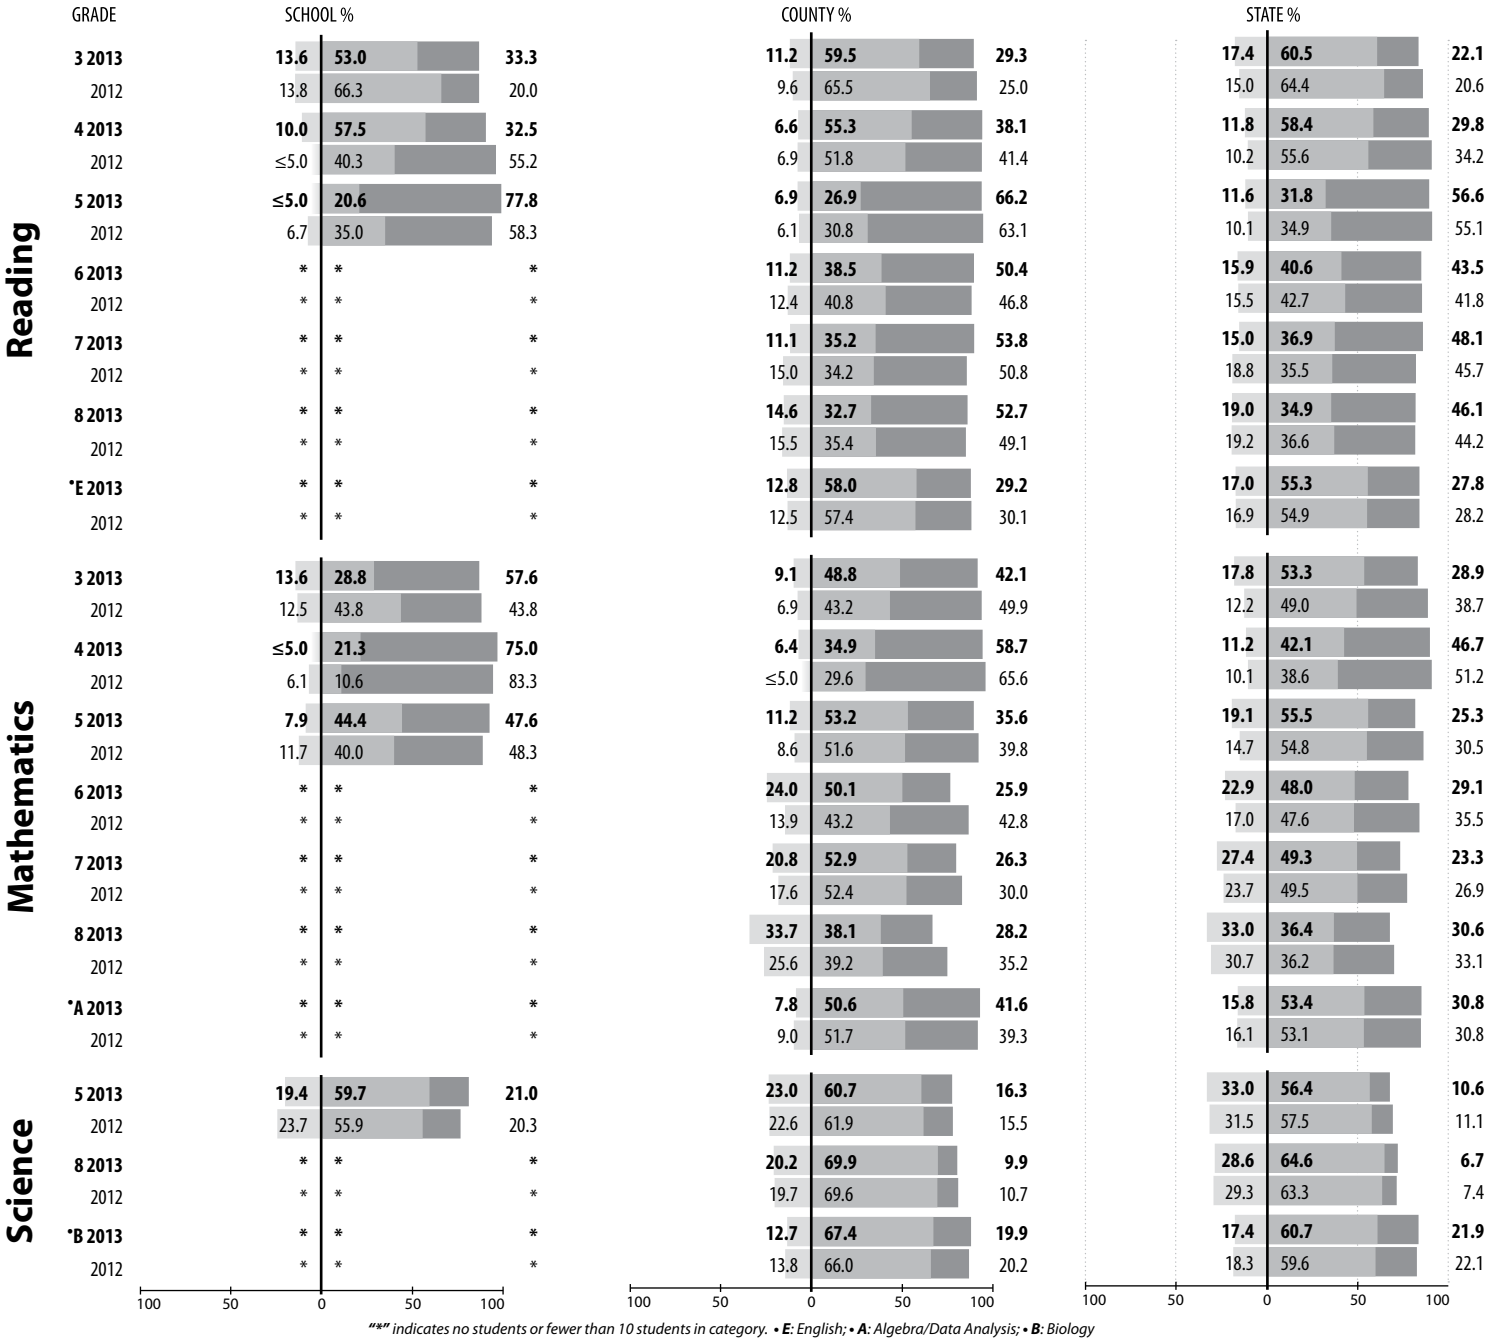 GRADE SCHOOL % COUNTY % STATE %
Reading
3 2013 13.6 53.0 33.3 11.2 59.5 29.3 17.4 60.5 22.1
2012 13.8 66.3 20.0 9.6 65.5 25.0 15.0 64.4 20.6
4 2013 10.0 57.5 32.5 6.6 55.3 38.1 11.8 58.4 29.8
2012 ≤5.0 40.3 55.2 6.9 51.8 41.4 10.2 55.6 34.2
5 2013 ≤5.0 20.6 77.8 6.9 26.9 66.2 11.6 31.8 56.6
2012 6.7 35.0 58.3 6.1 30.8 63.1 10.1 34.9 55.1
6 2013 * * * 11.2 38.5 50.4 15.9 40.6 43.5
2012 * * * 12.4 40.8 46.8 15.5 42.7 41.8
7 2013 * * * 11.1 35.2 53.8 15.0 36.9 48.1
2012 * * * 15.0 34.2 50.8 18.8 35.5 45.7
8 2013 * * * 14.6 32.7 52.7 19.0 34.9 46.1
2012 * * * 15.5 35.4 49.1 19.2 36.6 44.2
•E 2013 * * * 12.8 58.0 29.2 17.0 55.3 27.8
2012 * * * 12.5 57.4 30.1 16.9 54.9 28.2
Mathematics
3 2013 13.6 28.8 57.6 9.1 48.8 42.1 17.8 53.3 28.9
2012 12.5 43.8 43.8 6.9 43.2 49.9 12.2 49.0 38.7
4 2013 ≤5.0 21.3 75.0 6.4 34.9 58.7 11.2 42.1 46.7
2012 6.1 10.6 83.3 ≤5.0 29.6 65.6 10.1 38.6 51.2
5 2013 7.9 44.4 47.6 11.2 53.2 35.6 19.1 55.5 25.3
2012 11.7 40.0 48.3 8.6 51.6 39.8 14.7 54.8 30.5
6 2013 * * * 24.0 50.1 25.9 22.9 48.0 29.1
2012 * * * 13.9 43.2 42.8 17.0 47.6 35.5
7 2013 * * * 20.8 52.9 26.3 27.4 49.3 23.3
2012 * * * 17.6 52.4 30.0 23.7 49.5 26.9
8 2013 * * * 33.7 38.1 28.2 33.0 36.4 30.6
2012 * * * 25.6 39.2 35.2 30.7 36.2 33.1
•A 2013 * * * 7.8 50.6 41.6 15.8 53.4 30.8
2012 * * * 9.0 51.7 39.3 16.1 53.1 30.8
Science
5 2013 19.4 59.7 21.0 23.0 60.7 16.3 33.0 56.4 10.6
2012 23.7 55.9 20.3 22.6 61.9 15.5 31.5 57.5 11.1
8 2013 * * * 20.2 69.9 9.9 28.6 64.6 6.7
2012 * * * 19.7 69.6 10.7 29.3 63.3 7.4
•B 2013 * * * 12.7 67.4 19.9 17.4 60.7 21.9
2012 * * * 13.8 66.0 20.2 18.3 59.6 22.1
100 50 0 50 100 100 50 0 50 100 100 50 0 50 100
“*” indicates no students or fewer than 10 students in category. • E: English; • A: Algebra/Data Analysis; • B: Biology